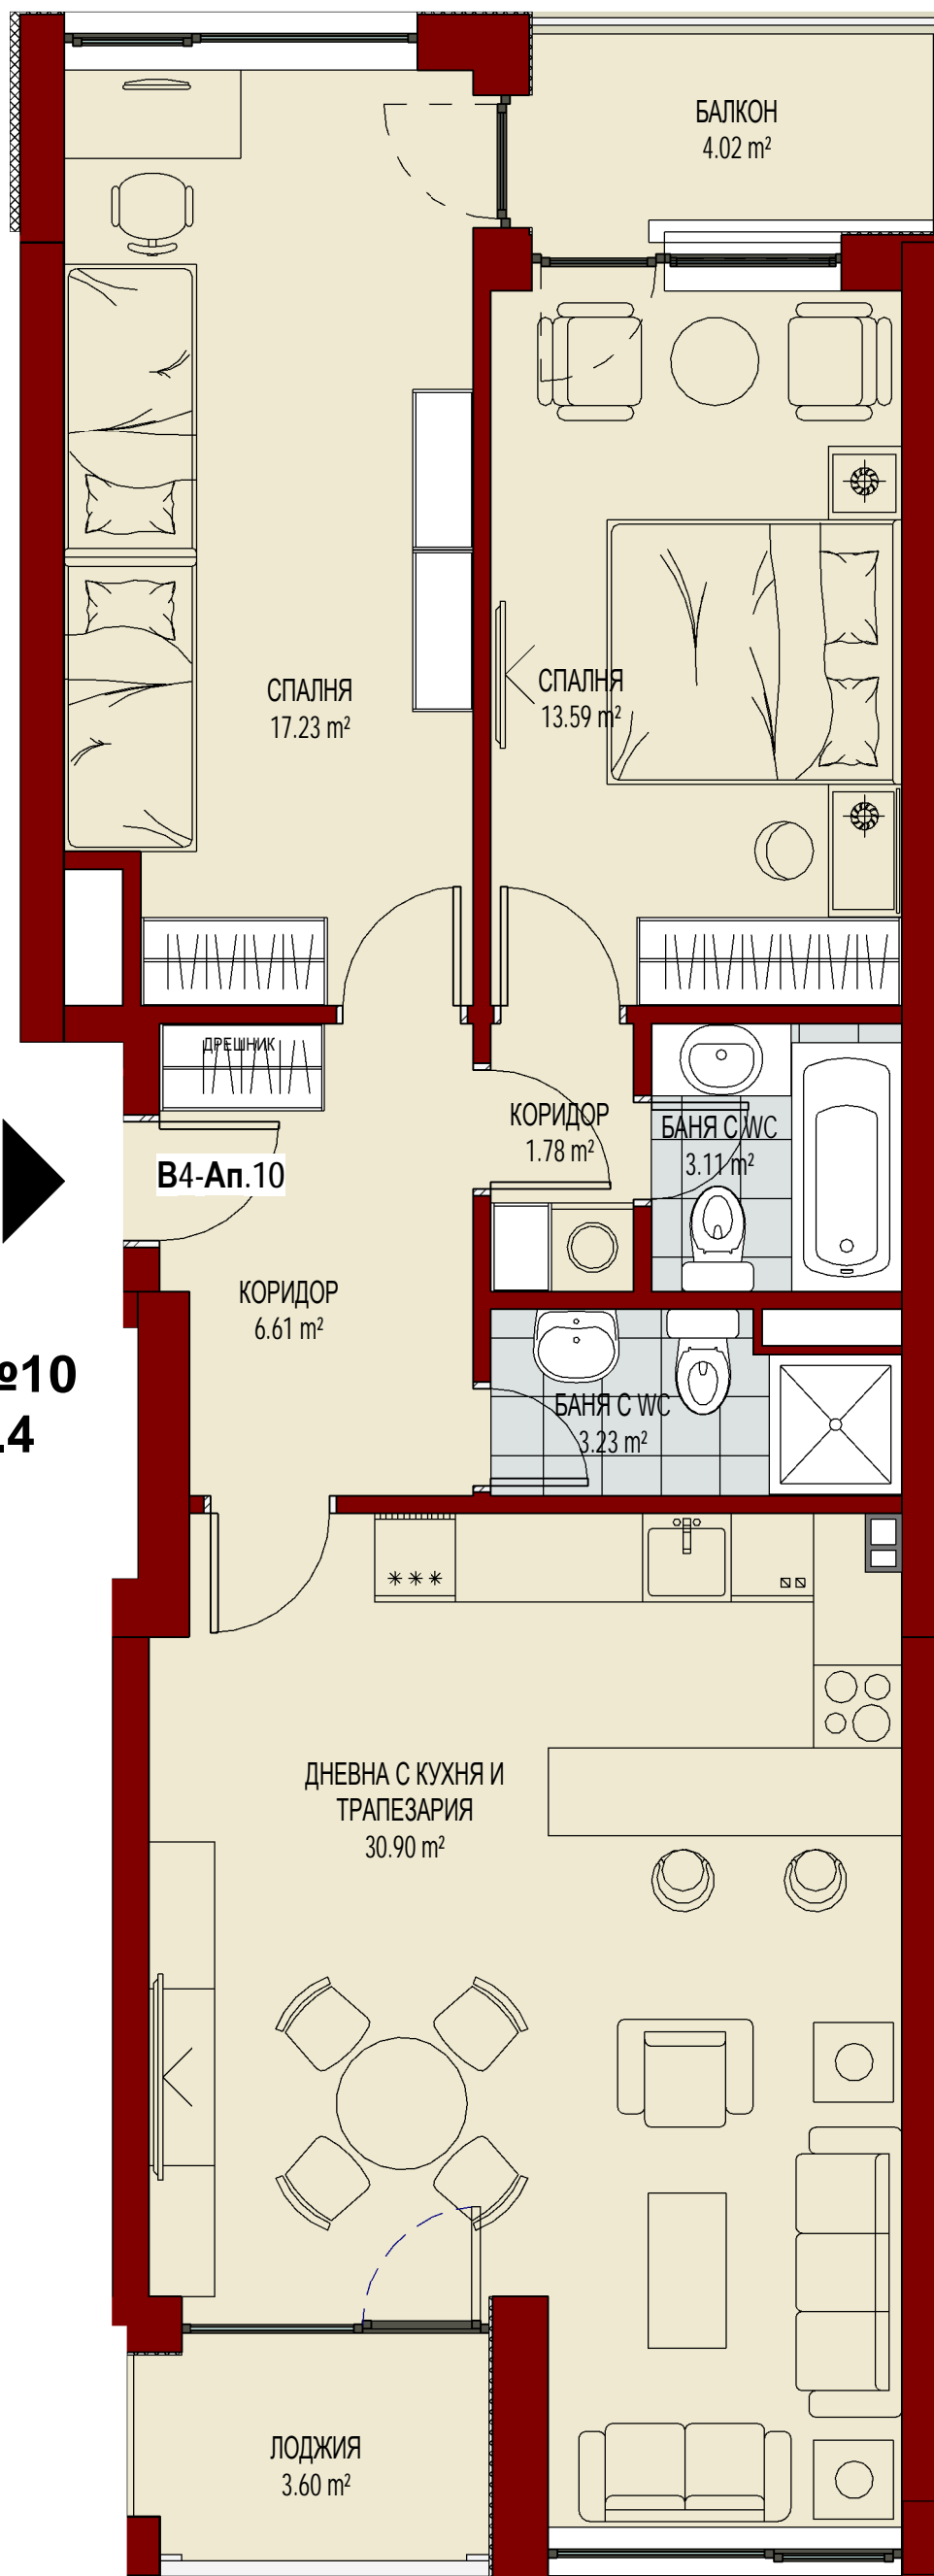 БАЛКОН
4.02 m²
СПАЛНЯ
17.23 m²
СПАЛНЯ
13.59 m²
ДРЕШНИК
КОРИДОР
1.78 m²
БАНЯ С WC
3.11 m²
В4-Ап.10
КОРИДОР
6.61 m²
№10
.4
БАНЯ С WC
3.23 m²
ДНЕВНА С КУХНЯ И
ТРАПЕЗАРИЯ
30.90 m²
ЛОДЖИЯ
3.60 m²